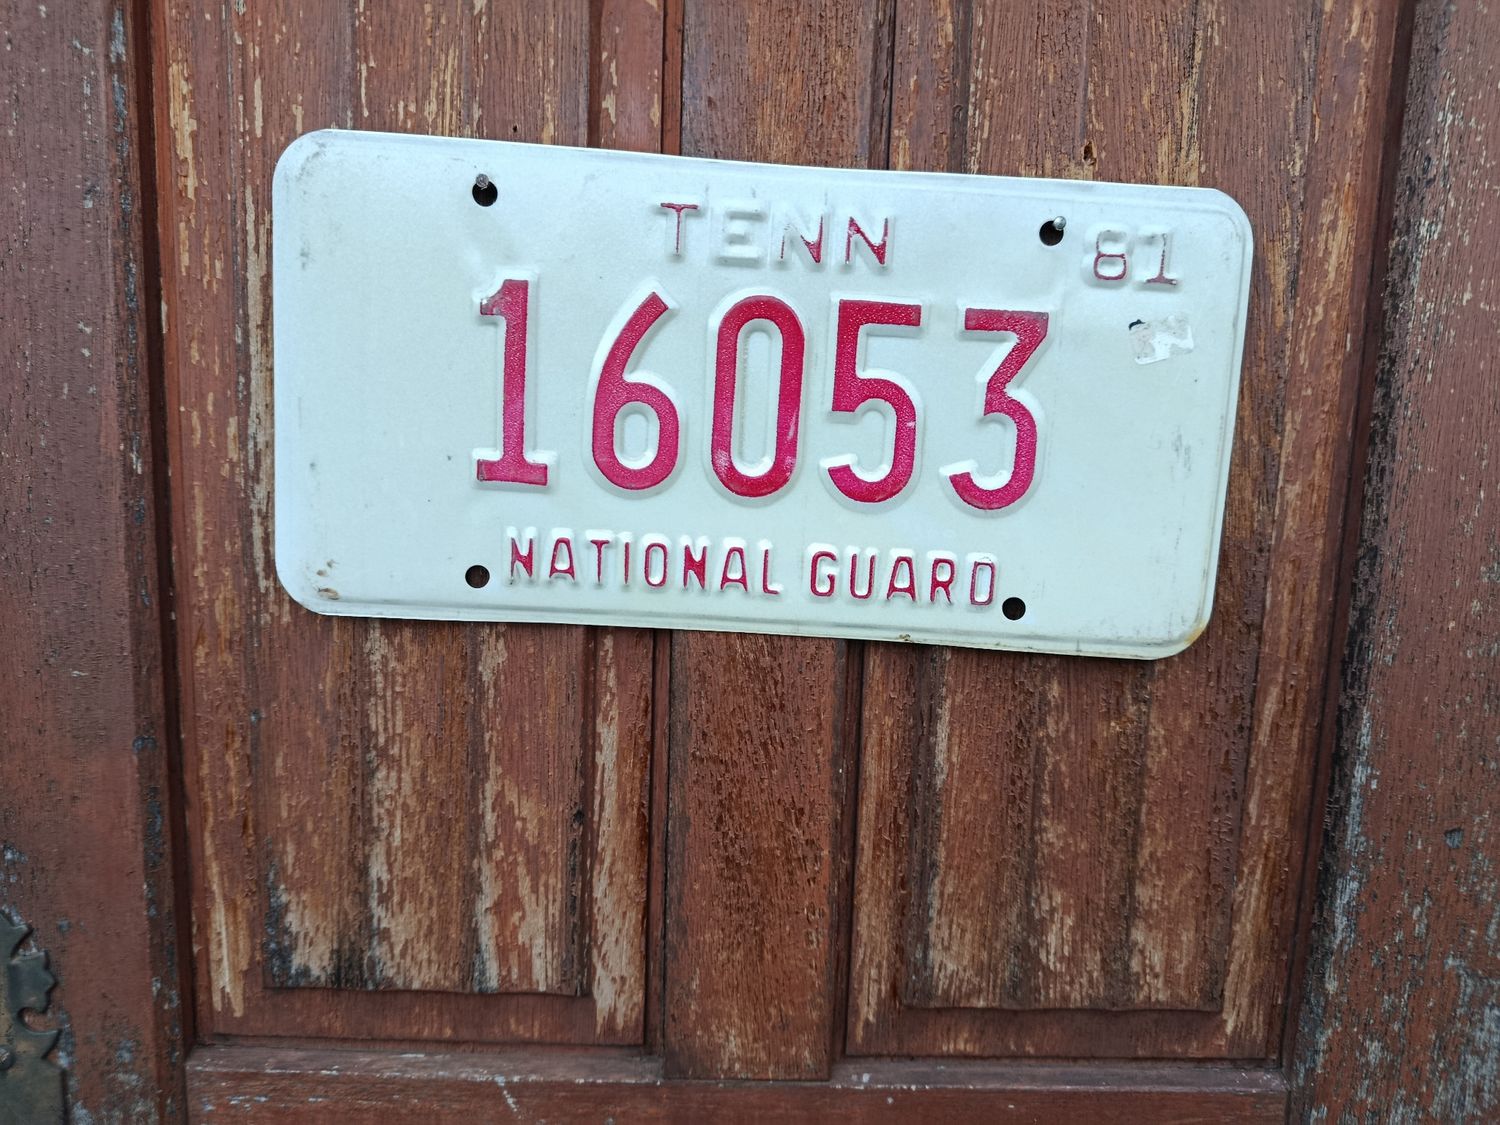 TENN 81
16053
NATIONAL GUARD